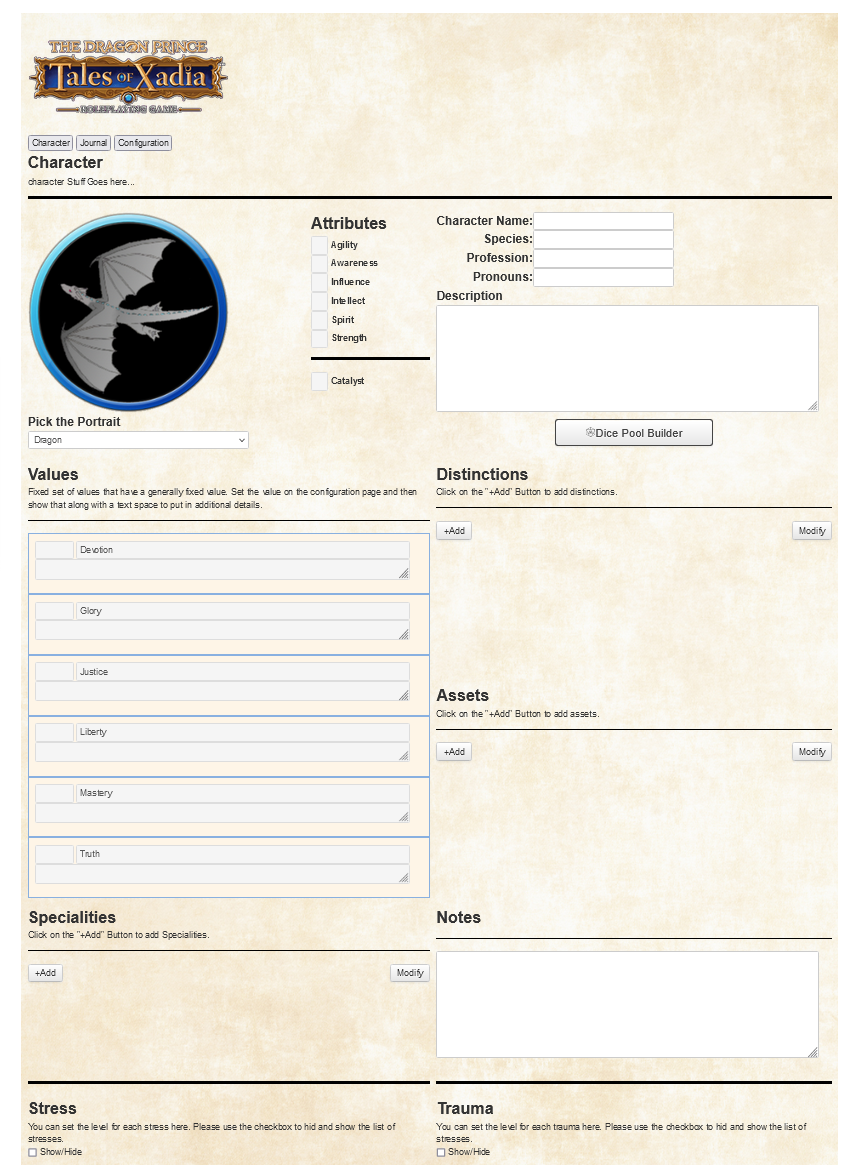 THE DRAGON PRINCE
Tales OF Xadia
ROLEPLAYING GAME
Character Journal Configuration
Character
character Stuff Goes here...
Attributes
Agility
Awareness
Influence
Intellect
Spirit
Strength
Catalyst
Character Name:
Species:
Profession:
Pronouns:
Description
Dice Pool Builder
Pick the Portrait
Dragon
Values
Fixed set of values that have a generally fixed value. Set the value on the configuration page and then
show that along with a text space to put in additional details.
Devotion
Glory
Justice
Liberty
Mastery
Truth
Distinctions
Click on the "+Add" Button to add distinctions.
+Add Modify
Assets
Click on the "+Add" Button to add assets.
+Add Modify
Specialities
Click on the "+Add" Button to add Specialities.
+Add Modify
Notes
Stress
You can set the level for each stress here. Please use the checkbox to hid and show the list of
stresses.
Show/Hide
Trauma
You can set the level for each trauma here. Please use the checkbox to hid and show the list of
stresses.
Show/Hide